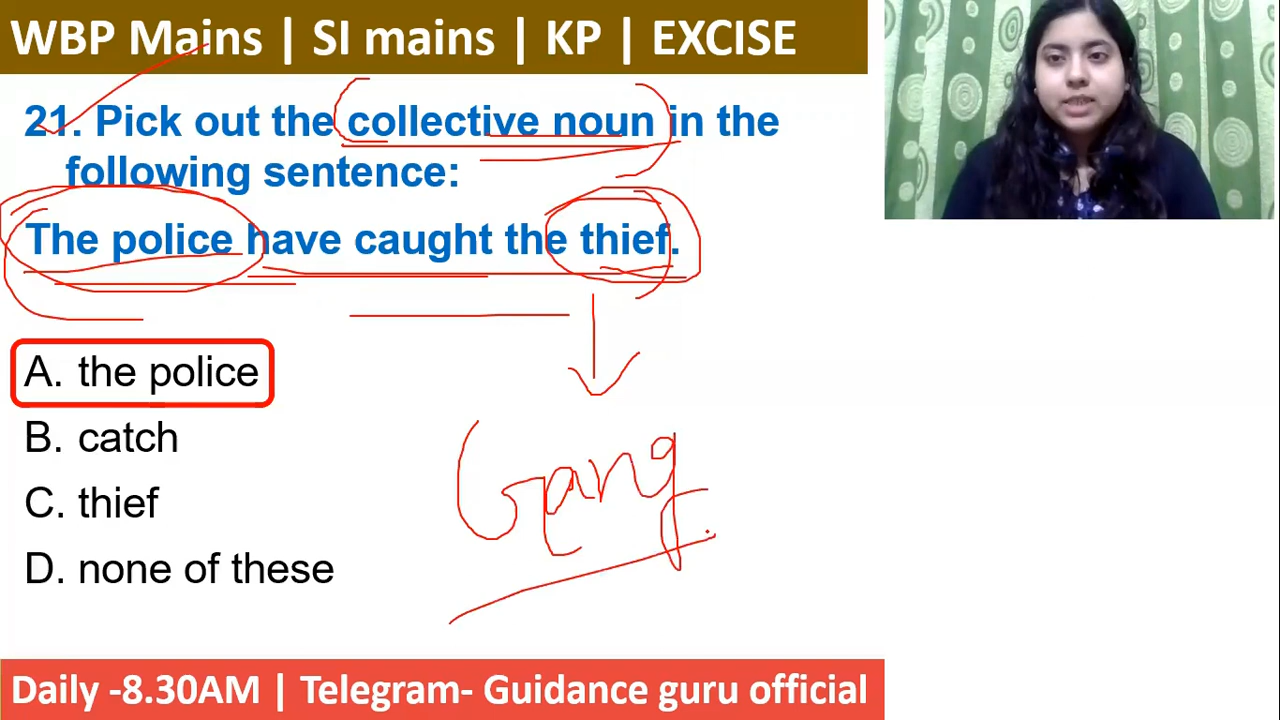 WBP Mains | SI mains | KP | EXCISE
21. Pick out the collective noun in the
following sentence:
The police have caught the thief.
A. the police
B. catch
C. thief
D. none of these
Gang
Daily -8.30AM | Telegram- Guidance guru official